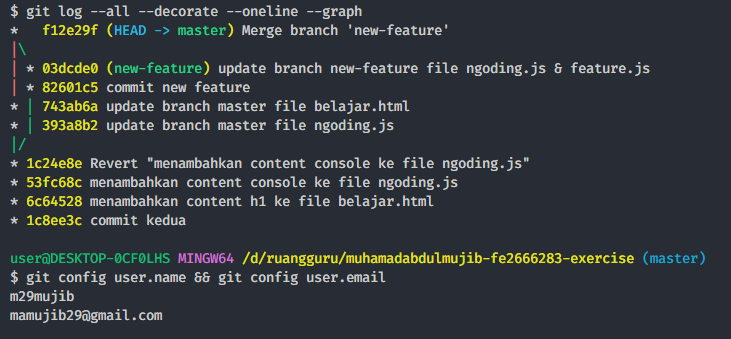 $ git log --all --decorate --oneline --graph
*   f12e29f (HEAD -> master) Merge branch 'new-feature'
|\
| * 03dcde0 (new-feature) update branch new-feature file ngoding.js & feature.js
| * 82601c5 commit new feature
* | 743ab6a update branch master file belajar.html
* | 393a8b2 update branch master file ngoding.js
|/
* 1c24e8e Revert "menambahkan content console ke file ngoding.js"
* 53fc68c menambahkan content console ke file ngoding.js
* 6c64528 menambahkan content h1 ke file belajar.html
* 1c8ee3c commit kedua
user@DESKTOP-0CF0LHS MINGW64 /d/ruangguru/muhamadabdulmujib-fe2666283-exercise (master)
$ git config user.name && git config user.email
m29mujib
mamujib29@gmail.com